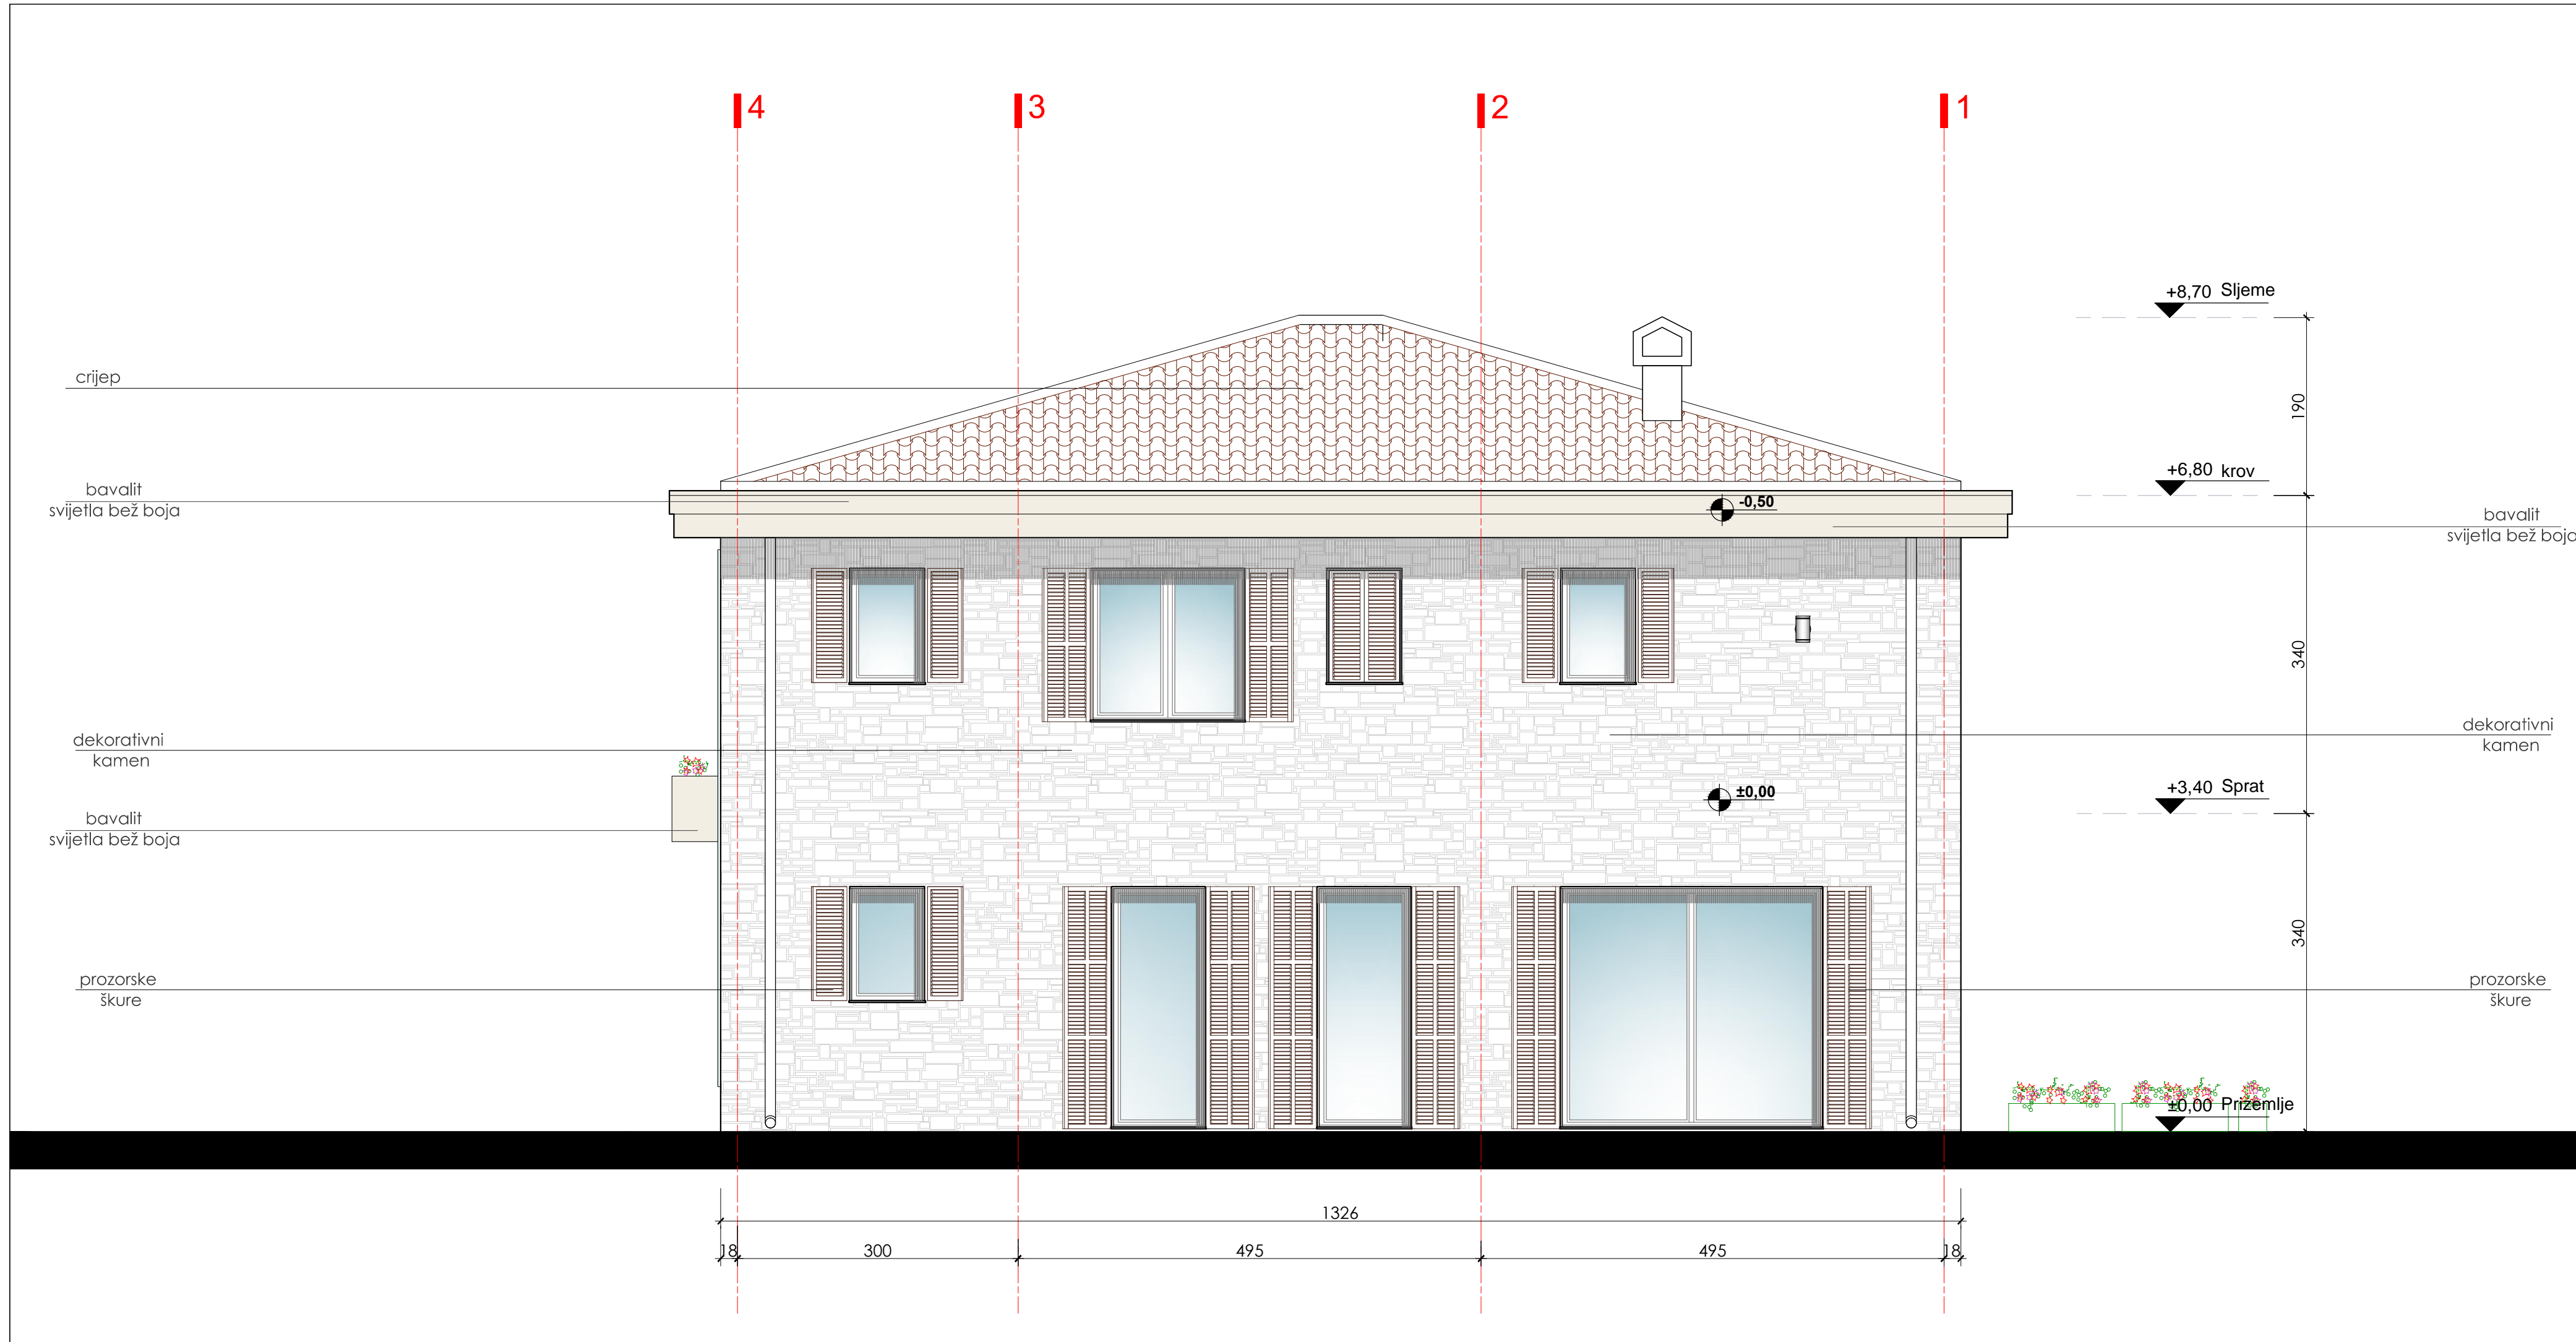 4
3
2
1
+8,70 Sljeme
crijep
190
+6,80 krov
bavalit
svijetla bež boja
-0,50
bavalit
svijetla bež boja
340
dekorativni
kamen
dekorativni
kamen
+3,40 Sprat
±0,00
bavalit
svijetla bež boja
340
prozorske
škure
prozorske
škure
±0,00 Prizemlje
1326
18
300
495
495
18